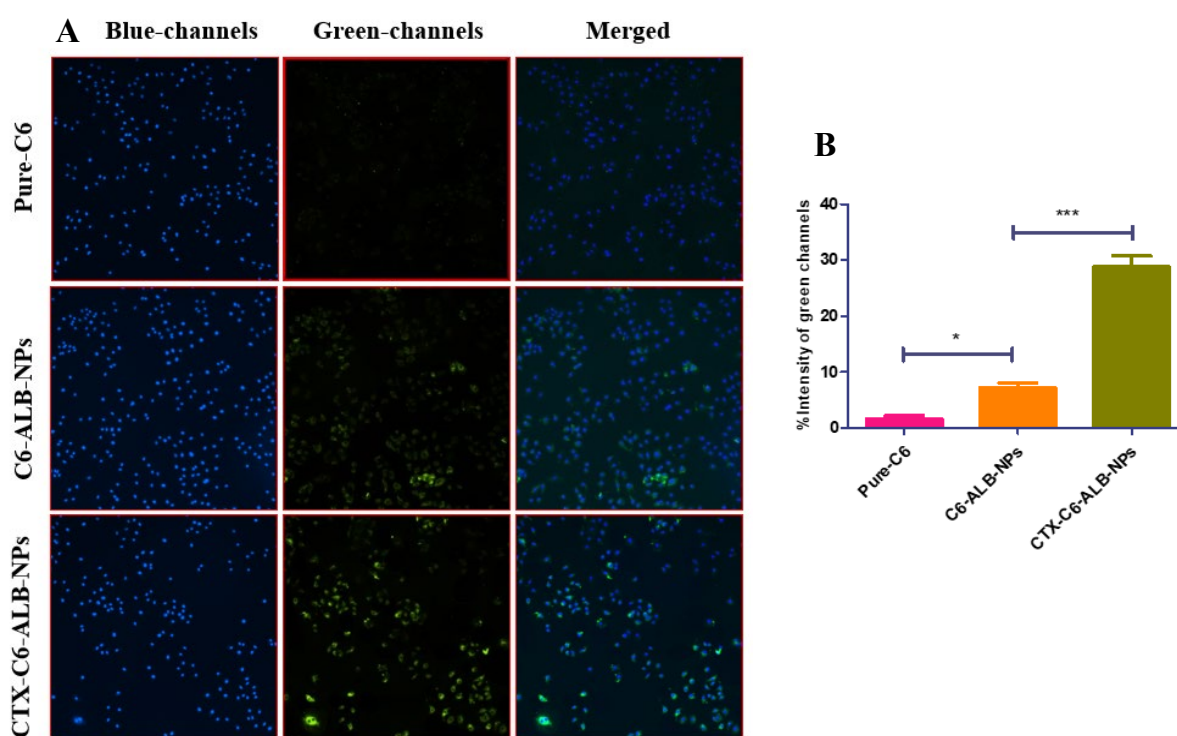 A
Blue-channels
Green-channels
Merged
Pure-C6
C6-ALB-NPs
CTX-C6-ALB-NPs
B
% Intensity of green channels
40
30
20
10
0
*
***
Pure-C6
C6-ALB-NPs
CTX-C6-ALB-NPs